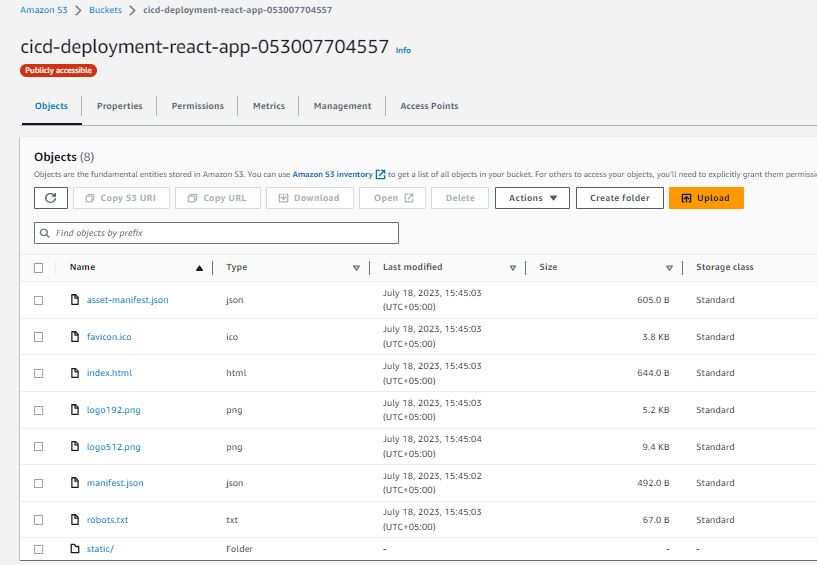 Amazon S3 > Buckets > cicd-deployment-react-app-053007704557
cicd-deployment-react-app-053007704557 Info
Publicly accessible
Objects Properties Permissions Metrics Management Access Points
Objects (8)
Objects are the fundamental entities stored in Amazon S3. You can use Amazon S3 inventory to get a list of all objects in your bucket. For others to access your objects, you'll need to explicitly grant them permissi
Copy S3 URI Copy URL Download Open Delete Actions Create folder Upload
Find objects by prefix
Name Type Last modified Size Storage class
asset-manifest.json json July 18, 2023, 15:45:03 605.0 B Standard
(UTC+05:00)
favicon.ico ico July 18, 2023, 15:45:03 3.8 KB Standard
(UTC+05:00)
index.html html July 18, 2023, 15:45:03 644.0 B Standard
(UTC+05:00)
logo192.png png July 18, 2023, 15:45:03 5.2 KB Standard
(UTC+05:00)
logo512.png png July 18, 2023, 15:45:04 9.4 KB Standard
(UTC+05:00)
manifest.json json July 18, 2023, 15:45:02 492.0 B Standard
(UTC+05:00)
robots.txt txt July 18, 2023, 15:45:03 67.0 B Standard
(UTC+05:00)
static/ Folder - - -